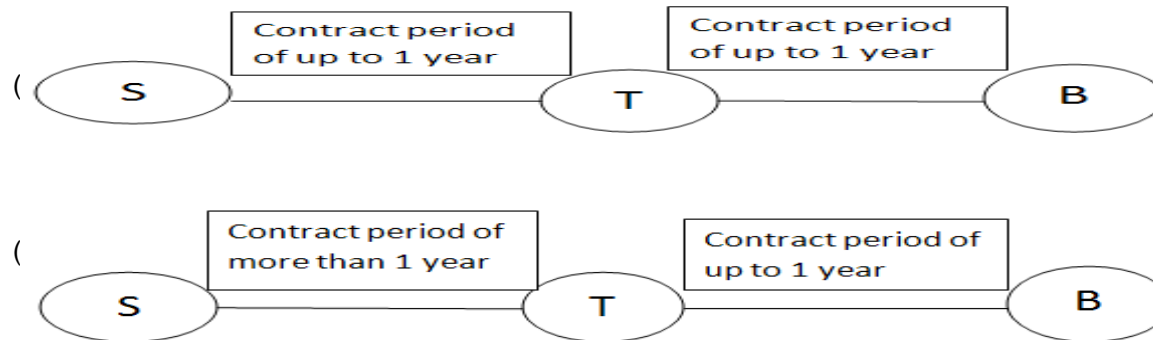 Contract period
of up to 1 year
Contract period
of up to 1 year
(
S
T
B
Contract period of
more than 1 year
Contract period of
up to 1 year
(
S
T
B